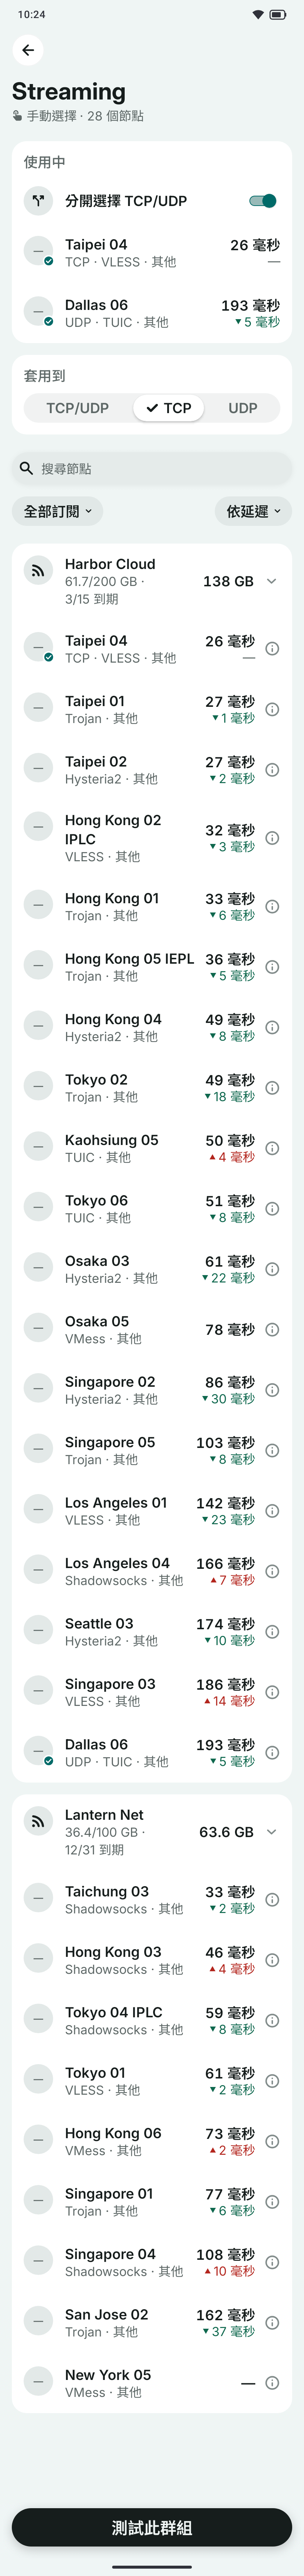 10:24
Streaming
手動選擇 · 28 個節點
使用中
分開選擇 TCP/UDP
Taipei 04
26 毫秒
TCP · VLESS · 其他
—
Dallas 06
193 毫秒
UDP · TUIC · 其他
▼5 毫秒
套用到
TCP/UDP
TCP
UDP
搜尋節點
全部訂閱
依延遲
Harbor Cloud
61.7/200 GB ·
3/15 到期
138 GB
Taipei 04
26 毫秒
TCP · VLESS · 其他
—
Taipei 01
27 毫秒
Trojan · 其他
▼1 毫秒
Taipei 02
27 毫秒
Hysteria2 · 其他
▼2 毫秒
Hong Kong 02
IPLC
32 毫秒
VLESS · 其他
▼3 毫秒
Hong Kong 01
33 毫秒
Trojan · 其他
▼6 毫秒
Hong Kong 05 IEPL
36 毫秒
Trojan · 其他
▼5 毫秒
Hong Kong 04
49 毫秒
Hysteria2 · 其他
▼8 毫秒
Tokyo 02
49 毫秒
Trojan · 其他
▼18 毫秒
Kaohsiung 05
50 毫秒
TUIC · 其他
▲4 毫秒
Tokyo 06
51 毫秒
TUIC · 其他
▼8 毫秒
Osaka 03
61 毫秒
Hysteria2 · 其他
▼22 毫秒
Osaka 05
78 毫秒
VMess · 其他
Singapore 02
86 毫秒
Hysteria2 · 其他
▼30 毫秒
Singapore 05
103 毫秒
Trojan · 其他
▼8 毫秒
Los Angeles 01
142 毫秒
VLESS · 其他
▼23 毫秒
Los Angeles 04
166 毫秒
Shadowsocks · 其他
▲7 毫秒
Seattle 03
174 毫秒
Hysteria2 · 其他
▼10 毫秒
Singapore 03
186 毫秒
VLESS · 其他
▲14 毫秒
Dallas 06
193 毫秒
UDP · TUIC · 其他
▼5 毫秒
Lantern Net
36.4/100 GB ·
12/31 到期
63.6 GB
Taichung 03
33 毫秒
Shadowsocks · 其他
▼2 毫秒
Hong Kong 03
46 毫秒
Shadowsocks · 其他
▲4 毫秒
Tokyo 04 IPLC
59 毫秒
Shadowsocks · 其他
▼8 毫秒
Tokyo 01
61 毫秒
VLESS · 其他
▼2 毫秒
Hong Kong 06
73 毫秒
VMess · 其他
▲2 毫秒
Singapore 01
77 毫秒
Trojan · 其他
▼6 毫秒
Singapore 04
108 毫秒
Shadowsocks · 其他
▲10 毫秒
San Jose 02
162 毫秒
Trojan · 其他
▼37 毫秒
New York 05
—
VMess · 其他
測試此群組